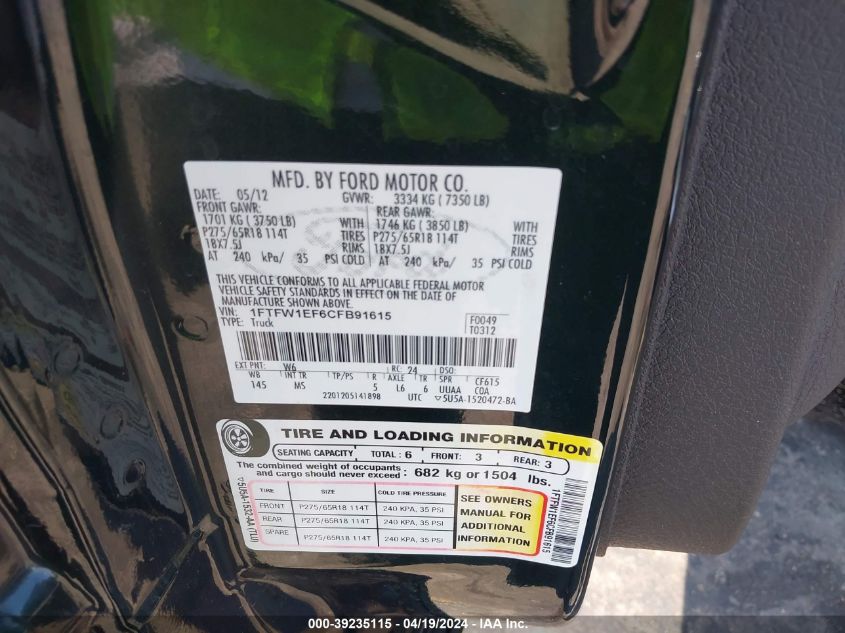 MFD. BY FORD MOTOR CO.
DATE: 05/12 GVWR: 3334 KG ( 7350 LB)
FRONT GAWR: REAR GAWR:
1701 KG ( 3750 LB) WITH 1746 KG ( 3850 LB) WITH
P275/65R18 114T TIRES P275/65R18 114T TIRES
18X7.5J RIMS 18X7.5J RIMS
AT 240 kPa/ 35 PSI COLD AT 240 kPa/ 35 PSI COLD
THIS VEHICLE CONFORMS TO ALL APPLICABLE FEDERAL MOTOR
VEHICLE SAFETY STANDARDS IN EFFECT ON THE DATE OF
MANUFACTURE SHOWN ABOVE.
VIN: 1FTFW1EF6CFB91615 F0049
TYPE: Truck T0312
EXT PNT: W6 RC: 24 DSO:
WB INT TR TP/PS R AXLE TR SPR CF615
145 MS 5 L6 6 UUAA COA
2201205141898 UTC ▽5U5A-1520472-BA
TIRE AND LOADING INFORMATION
SEATING CAPACITY TOTAL: 6 FRONT: 3 REAR: 3
The combined weight of occupants
and cargo should never exceed: 682 kg or 1504 lbs.
TIRE SIZE COLD TIRE PRESSURE
FRONT P275/65R18 114T 240 KPA, 35 PSI
REAR P275/65R18 114T 240 KPA, 35 PSI
SPARE P275/65R18 114T 240 KPA, 35 PSI
SEE OWNERS
MANUAL FOR
ADDITIONAL
INFORMATION
1FTFW1EF6CFB91615
000-39235115 - 04/19/2024 - IAA Inc.